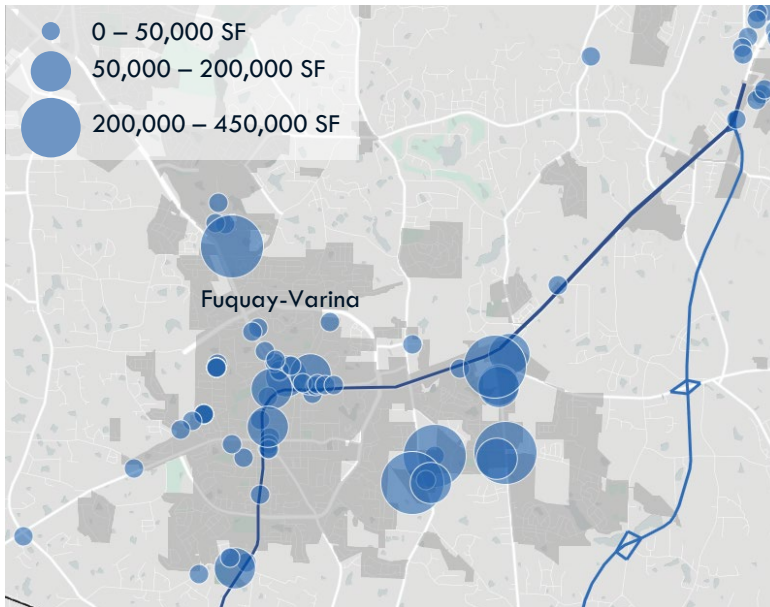 0 – 50,000 SF
50,000 – 200,000 SF
200,000 – 450,000 SF
Fuquay-Varina